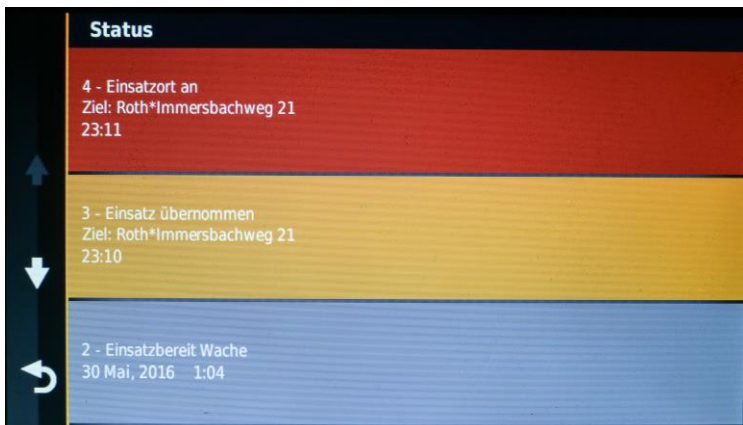 Status
4 - Einsatzort an
Ziel: Roth*Immersbachweg 21
23:11
3 - Einsatz übernommen
Ziel: Roth*Immersbachweg 21
23:10
2 - Einsatzbereit Wache
30 Mai, 2016 1:04